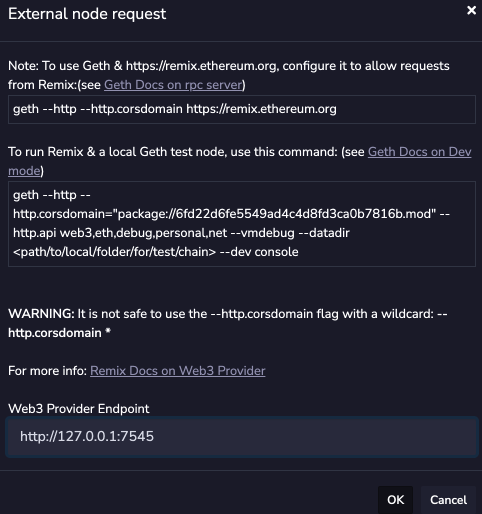 External node request
×
Note: To use Geth & https://remix.ethereum.org, configure it to allow requests
from Remix:(see Geth Docs on rpc server)
geth --http --http.corsdomain https://remix.ethereum.org
To run Remix & a local Geth test node, use this command: (see Geth Docs on Dev
mode)
geth --http --
http.corsdomain="package://6fd22d6fe5549ad4c4d8fd3ca0b7816b.mod" --
http.api web3,eth,debug,personal,net --vmdebug --datadir
<path/to/local/folder/for/test/chain> --dev console
WARNING: It is not safe to use the --http.corsdomain flag with a wildcard: --
http.corsdomain *
For more info: Remix Docs on Web3 Provider
Web3 Provider Endpoint
http://127.0.0.1:7545
OK Cancel